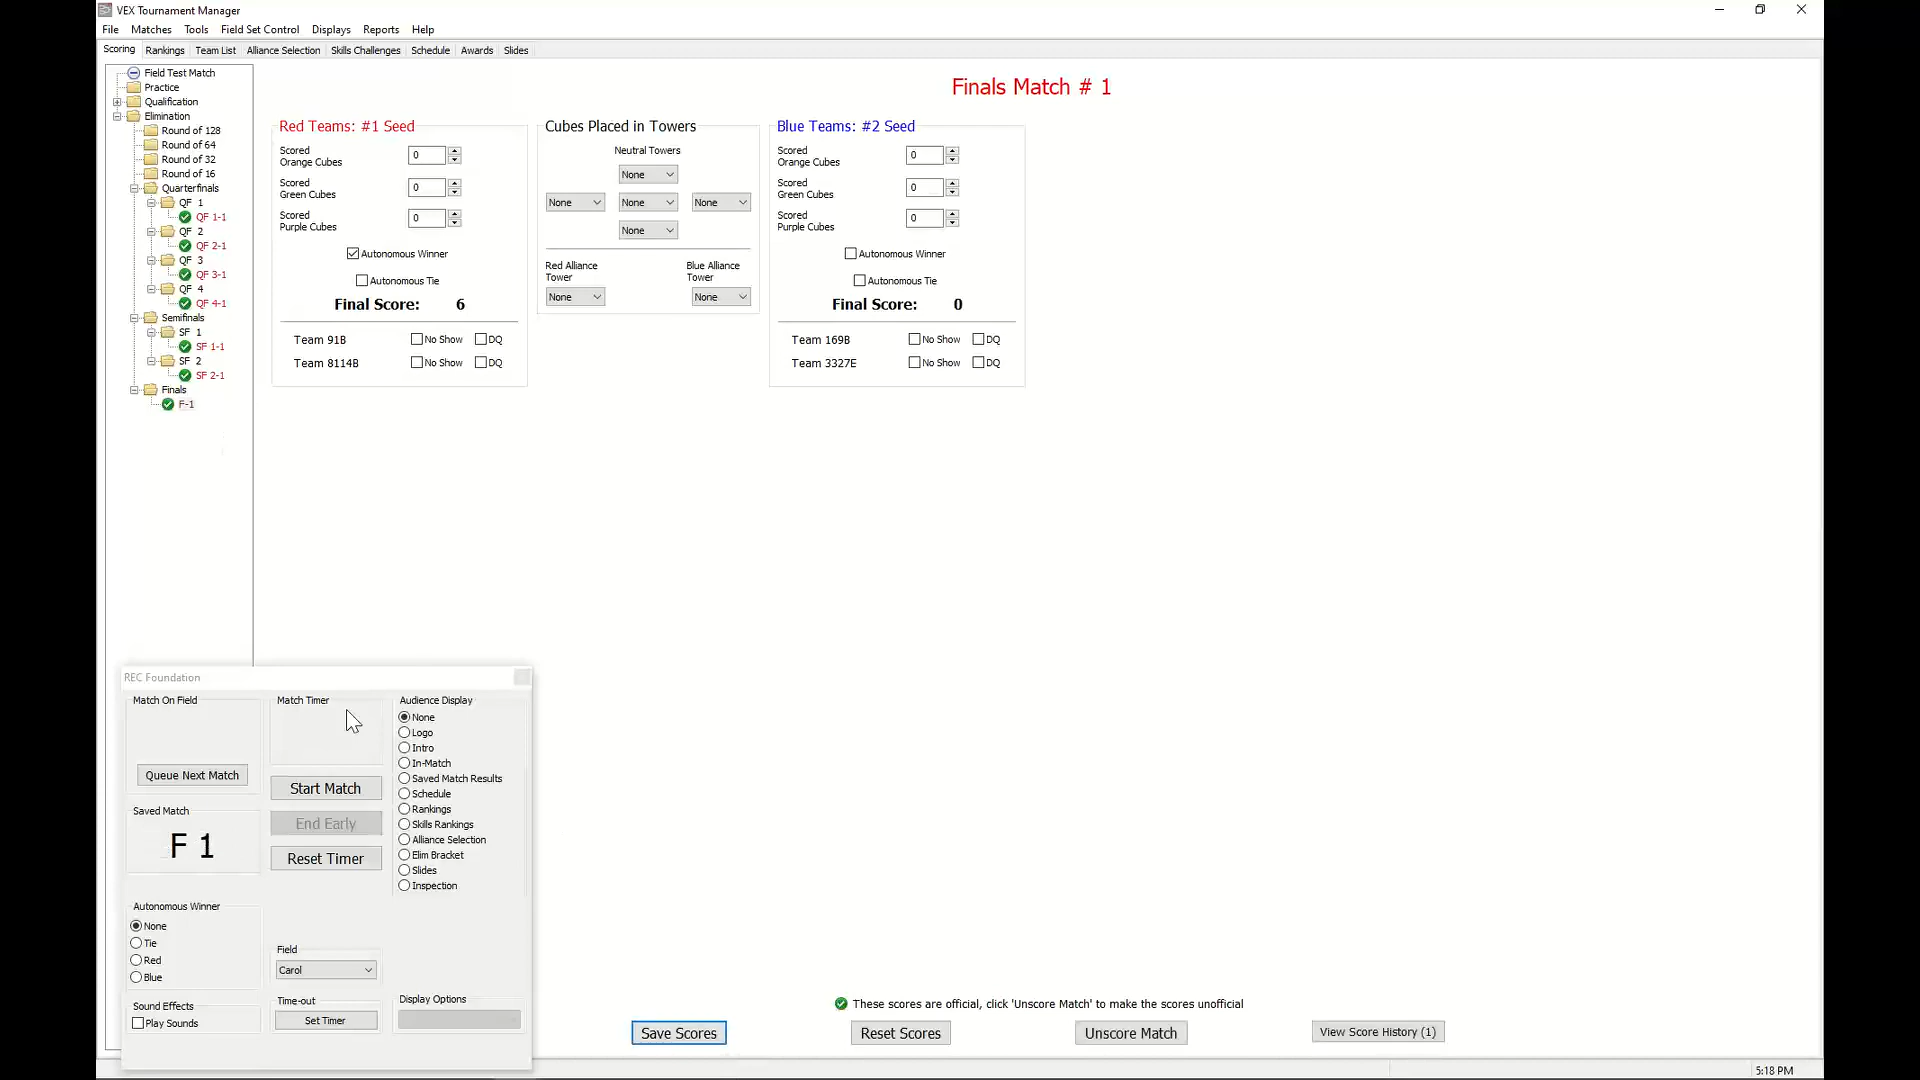 VEX Tournament Manager
File Matches Tools Field Set Control Displays Reports Help
Scoring Rankings Team List Alliance Selection Skills Challenges Schedule Awards Slides
Field Test Match
Practice
Qualification
Elimination
Round of 128
Round of 64
Round of 32
Round of 16
Quarterfinals
QF 1
QF 1-1
QF 2
QF 2-1
QF 3
QF 3-1
QF 4
QF 4-1
Semifinals
SF 1
SF 1-1
SF 2
SF 2-1
Finals
F-1
Finals Match # 1
Red Teams: #1 Seed
Scored
Orange Cubes
0
Scored
Green Cubes
0
Scored
Purple Cubes
0
Autonomous Winner
Autonomous Tie
Final Score: 6
Team 91B No Show DQ
Team 8114B No Show DQ
Cubes Placed in Towers
Neutral Towers
None
None None None
None
Red Alliance
Tower
None
Blue Alliance
Tower
None
Blue Teams: #2 Seed
Scored
Orange Cubes
0
Scored
Green Cubes
0
Scored
Purple Cubes
0
Autonomous Winner
Autonomous Tie
Final Score: 0
Team 169B No Show DQ
Team 3327E No Show DQ
REC Foundation
Match On Field
Queue Next Match
Saved Match
F 1
Autonomous Winner
None
Tie
Red
Blue
Sound Effects
Play Sounds
Match Timer
Start Match
End Early
Reset Timer
Field
Carol
Time-out
Set Timer
Audience Display
None
Logo
Intro
In-Match
Saved Match Results
Schedule
Rankings
Skills Rankings
Alliance Selection
Elim Bracket
Slides
Inspection
Display Options
These scores are official, click 'Unscore Match' to make the scores unofficial
Save Scores Reset Scores Unscore Match View Score History (1)
5:18 PM